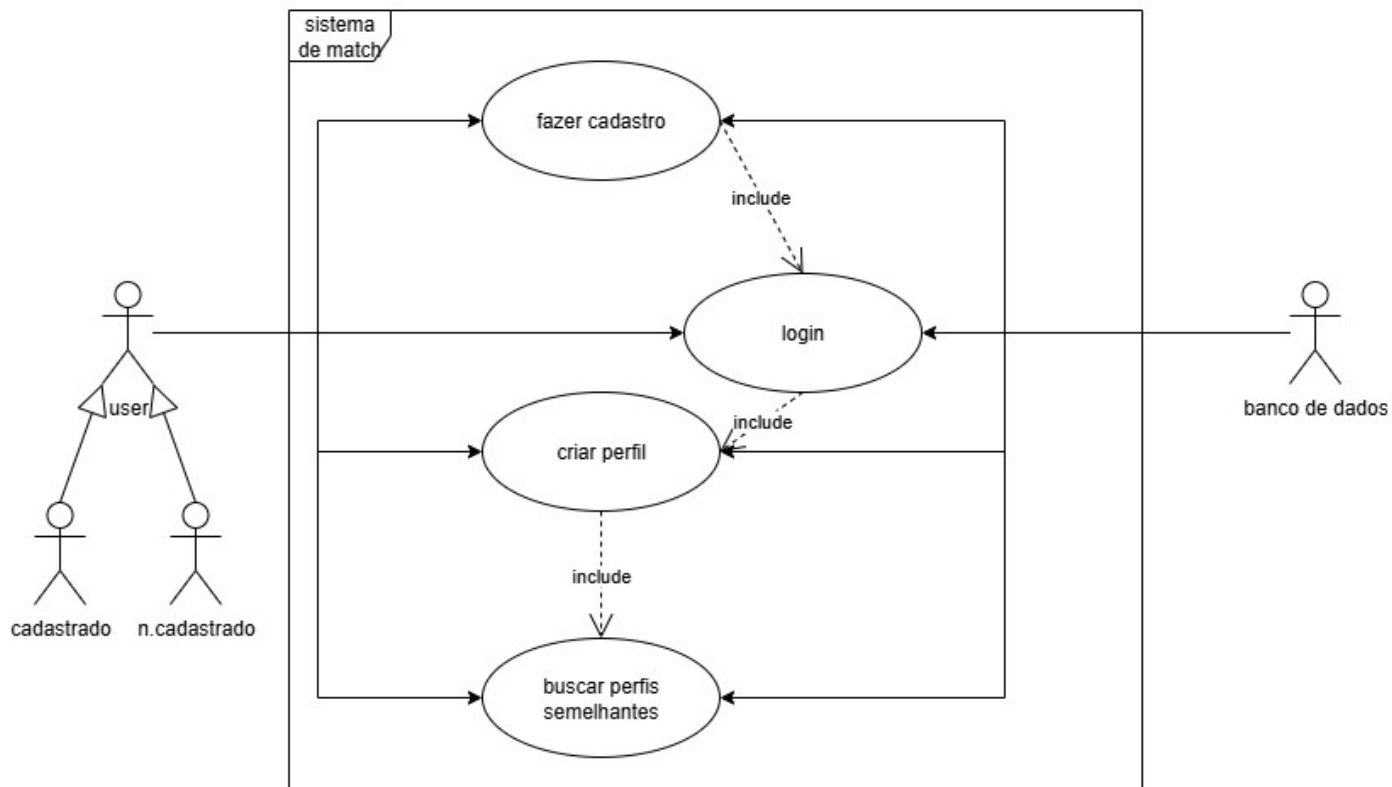 sistema
de match
fazer cadastro
include
login
user
banco de dados
include
criar perfil
include
cadastrado
n.cadastrado
buscar perfis
semelhantes